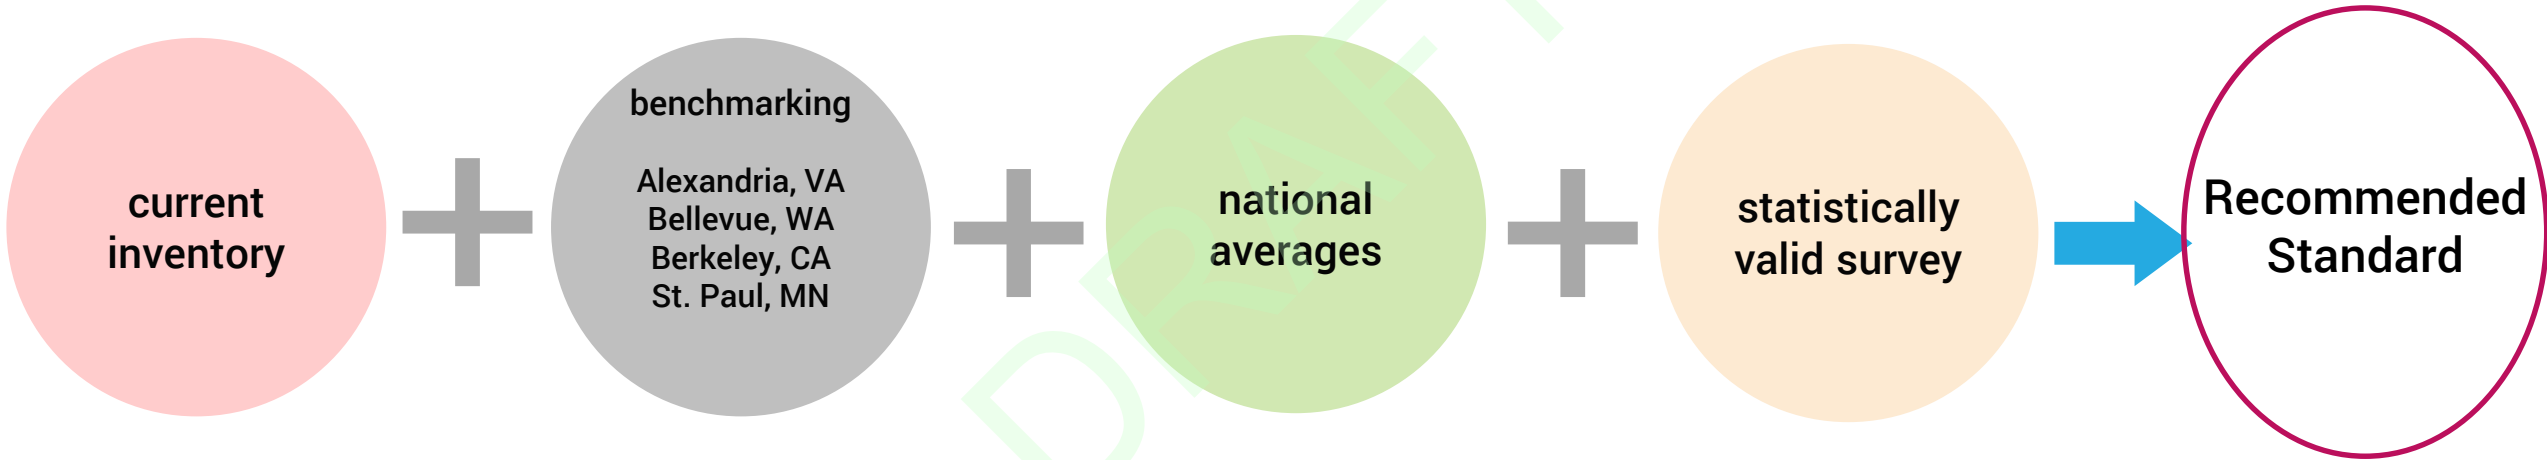 current
inventory
benchmarking
Alexandria, VA
Bellevue, WA
Berkeley, CA
St. Paul, MN
national
averages
statistically
valid survey
Recommended
Standard
DRAFT